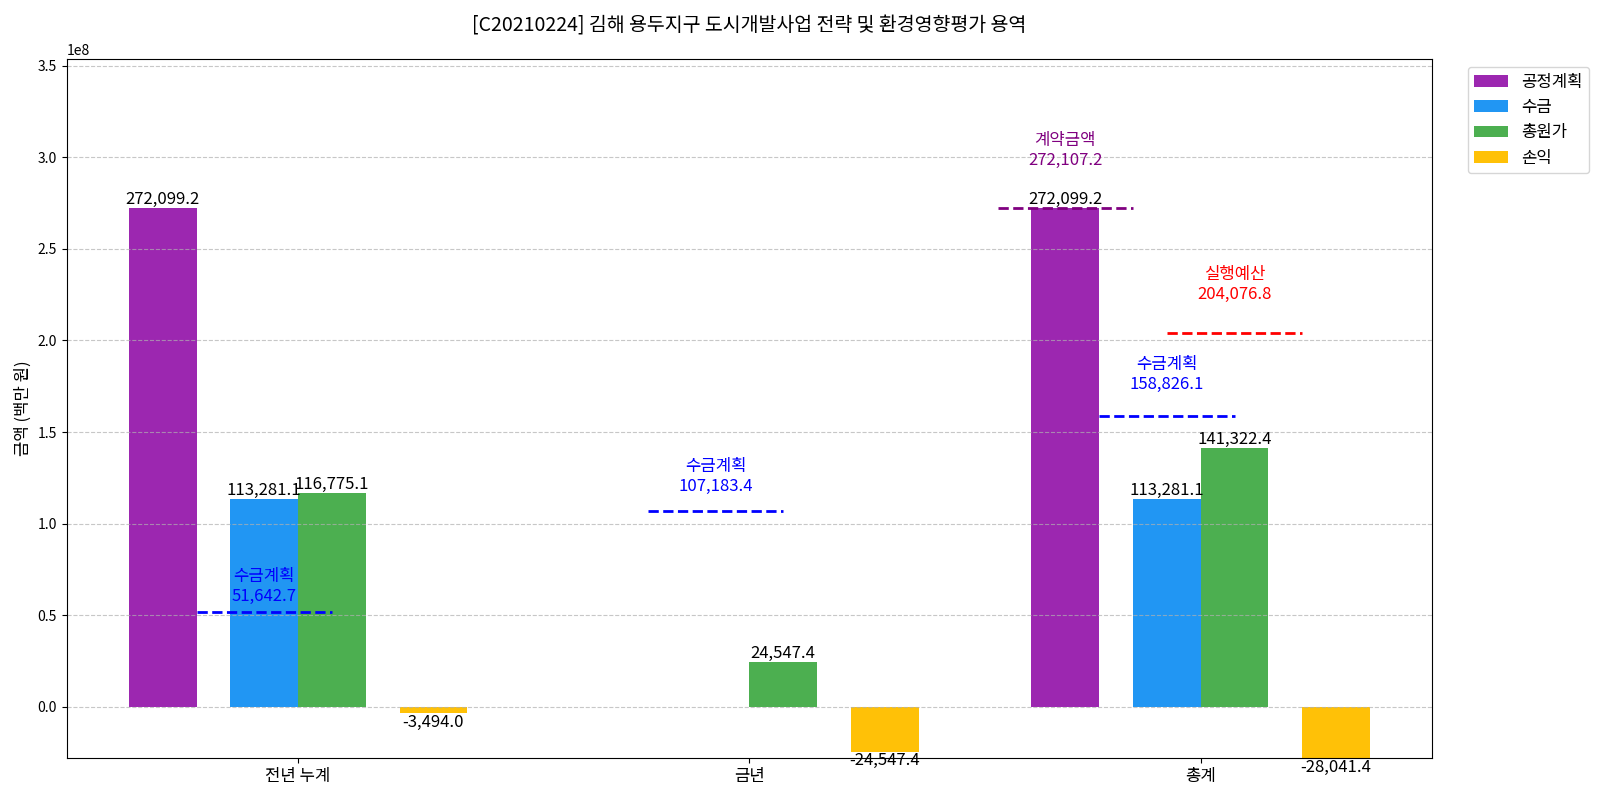 [C20210224] 김해 용두지구 도시개발사업 전략 및 환경영향평가 용역
1e8
금액 (백만 원)
3.5
3.0
2.5
2.0
1.5
1.0
0.5
0.0
272,099.2
113,281.1
116,775.1
수금계획
51,642.7
-3,494.0
수금계획
107,183.4
24,547.4
-24,547.4
계약금액
272,107.2
272,099.2
실행예산
204,076.8
수금계획
158,826.1
141,322.4
113,281.1
-28,041.4
전년 누계
금년
총계
공정계획
수금
총원가
손익